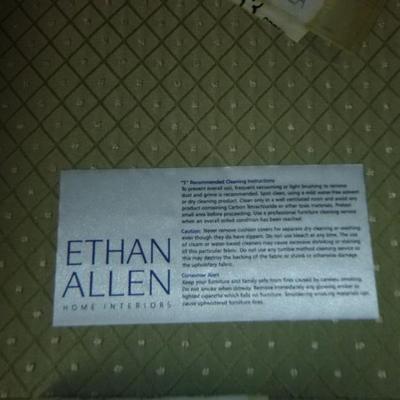 "S" Recommended Cleaning Instructions
To prevent overall soil, frequent vacuuming or light brushing to remove
dust and grime is recommended. Spot clean, using a mild water-free solvent
or dry cleaning product. Clean only in a well ventilated room and avoid any
product containing Carbon Tetrachloride or other toxic materials. Pretest
small area before proceeding. Use a professional furniture cleaning service
when an overall soiled condition has been reached.
Caution: Never remove cushion covers for separate dry cleaning or washing,
even though they do have zippers. Do not use bleach at any time. The use
of steam or water-based cleaners may cause excessive shrinking or staining
of this particular fabric. Do not use any tumble method cleaning service as
this may destroy the backing of the fabric or shrink or otherwise damage
the upholstery fabric.
Consumer Alert
Keep your furniture and family safe from fires caused by careless smoking.
Do not smoke when drowsy. Remove immediately any glowing ember or
lighted cigarette which falls on furniture. Smoldering smoking materials can
cause upholstered furniture fires.
ETHAN
ALLEN
HOME INTERIORS